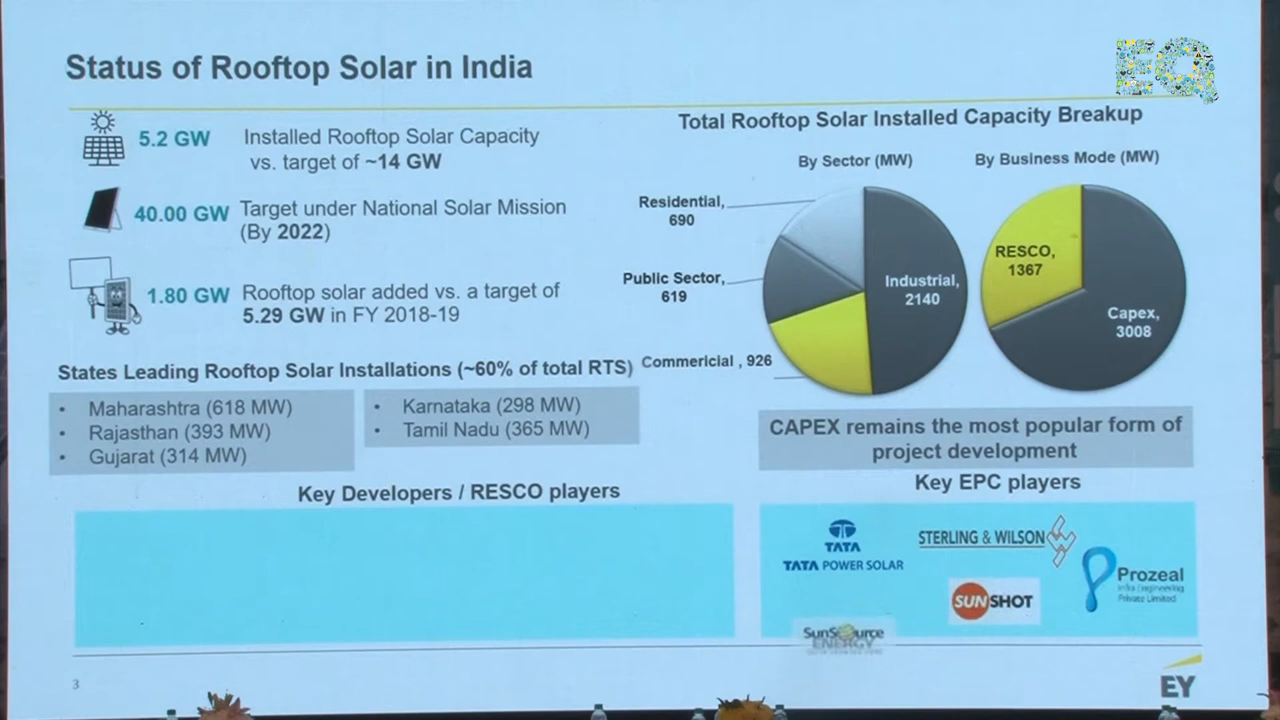 Status of Rooftop Solar in India
EQ
5.2 GW
Installed Rooftop Solar Capacity
vs. target of ~14 GW
40.00 GW
Target under National Solar Mission
(By 2022)
1.80 GW
Rooftop solar added vs. a target of
5.29 GW in FY 2018-19
States Leading Rooftop Solar Installations (~60% of total RTS)
• Maharashtra (618 MW)
• Rajasthan (393 MW)
• Gujarat (314 MW)
• Karnataka (298 MW)
• Tamil Nadu (365 MW)
Total Rooftop Solar Installed Capacity Breakup
By Sector (MW)
Residential,
690
Public Sector,
619
Commericial , 926
Industrial,
2140
By Business Mode (MW)
RESCO,
1367
Capex,
3008
CAPEX remains the most popular form of
project development
Key Developers / RESCO players
Key EPC players
TATA
TATA POWER SOLAR
STERLING & WILSON
SUNSHOT
Prozeal
Infra Engineering
Private Limited
SunSource
ENERGY
3
EY